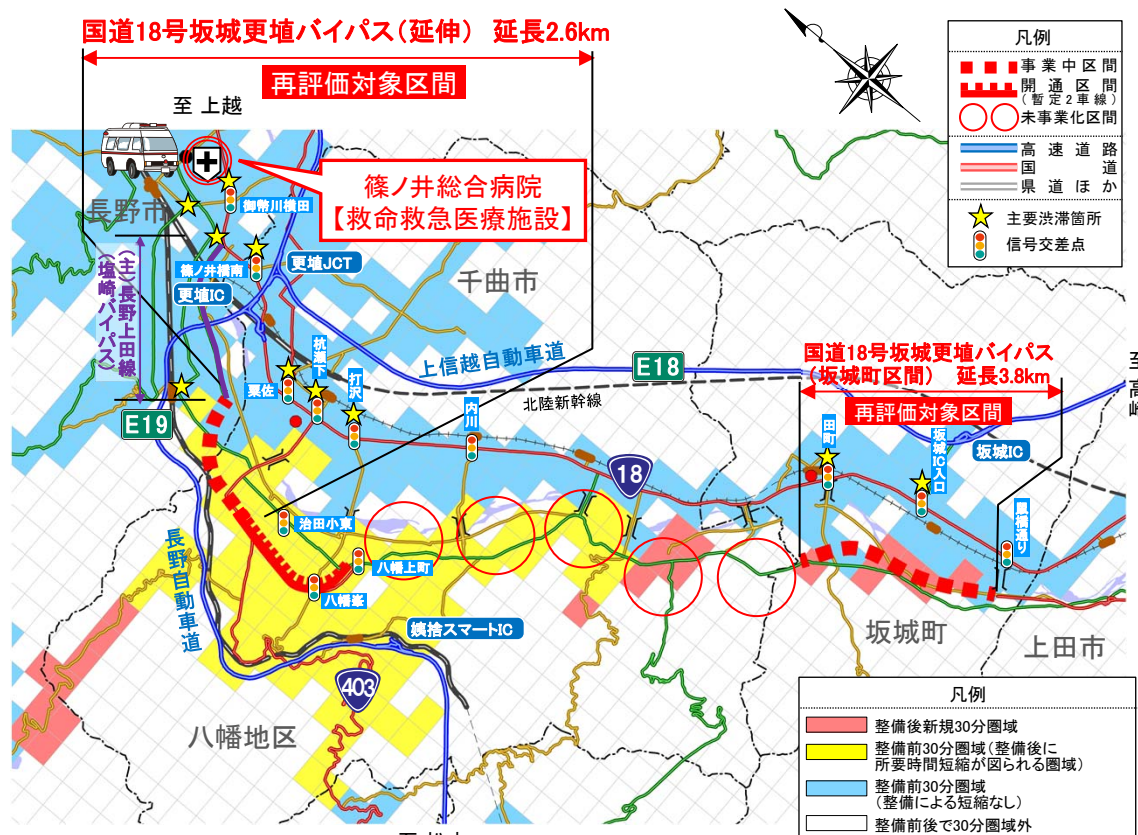 国道18号坂城更埴バイパス(延伸) 延長2.6km
再評価対象区間
至 上越
凡例
事業中区間
開通区間
(暫定2車線)
未事業化区間
高速道路
国道
県道ほか
主要渋滞箇所
信号交差点
篠ノ井総合病院
【救命救急医療施設】
長野市
御幣川横田
篠ノ井橋南
更埴JCT
更埴IC
千曲市
(主)長野上田線
(塩崎バイパス)
上信越自動車道
E18
北陸新幹線
E19
粟佐
杭瀬下
打沢
内川
18
国道18号坂城更埴バイパス
(坂城町区間) 延長3.8km
再評価対象区間
至 高崎
田町
坂城IC入口
坂城IC
鼠橋通り
長野自動車道
治田小東
八幡上町
八幡峯
姨捨スマートIC
403
八幡地区
坂城町
上田市
凡例
整備後新規30分圏域
整備前30分圏域(整備後に
所要時間短縮が図られる圏域)
整備前30分圏域
(整備による短縮なし)
整備前後で30分圏域外